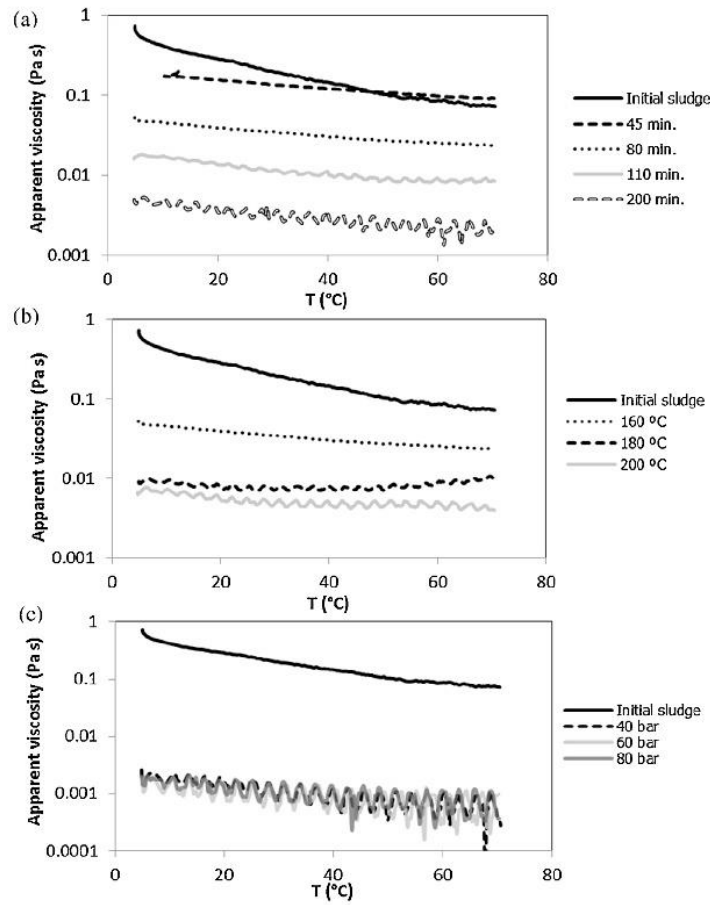 (a)
Apparent viscosity (Pa s)
1
0.1
0.01
0.001
0 20 40 60 80
T (°C)
Initial sludge
45 min.
80 min.
110 min.
200 min.
(b)
Apparent viscosity (Pa s)
1
0.1
0.01
0.001
0 20 40 60 80
T (°C)
Initial sludge
160 ºC
180 ºC
200 ºC
(c)
Apparent viscosity (Pa s)
1
0.1
0.01
0.001
0.0001
0 20 40 60 80
T (°C)
Initial sludge
40 bar
60 bar
80 bar